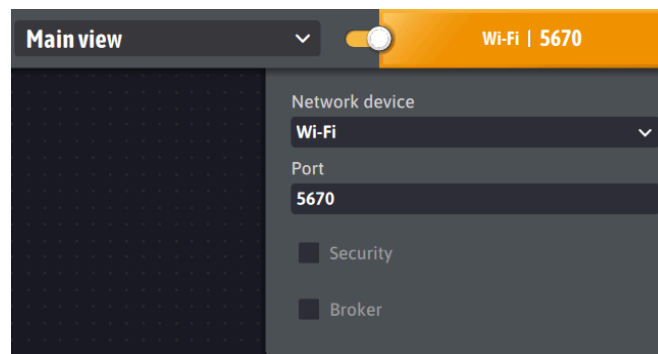 Main view
Wi-Fi | 5670
Network device
Wi-Fi
Port
5670
Security
Broker